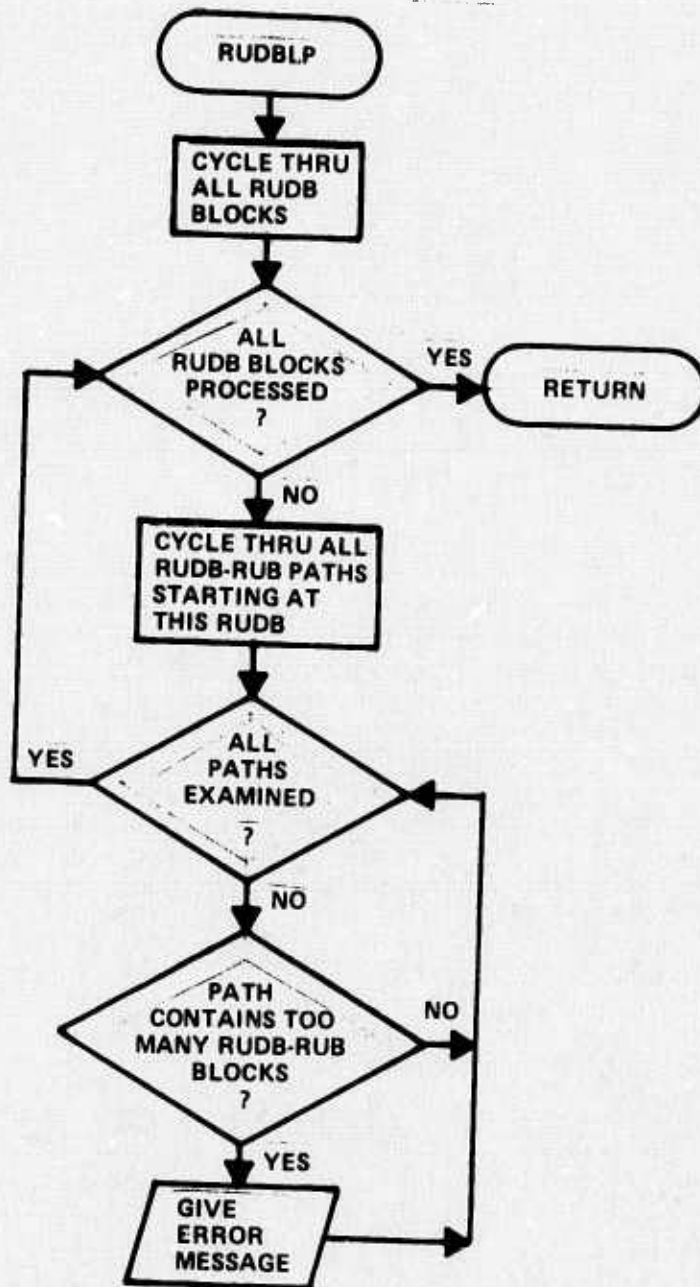 RUDBLP
CYCLE THRU
ALL RUDB
BLOCKS
ALL
RUDB BLOCKS
PROCESSED
?
YES
RETURN
NO
CYCLE THRU ALL
RUDB-RUB PATHS
STARTING AT
THIS RUDB
YES
ALL
PATHS
EXAMINED
?
NO
PATH
CONTAINS TOO
MANY RUDB-RUB
BLOCKS
?
NO
YES
GIVE
ERROR
MESSAGE